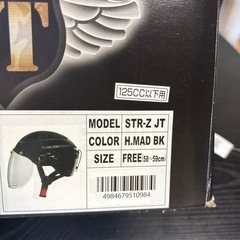 T
125CC以下用
MODEL STR-Z JT
COLOR H.MAD BK
SIZE FREE(58~59cm)
4984679510984